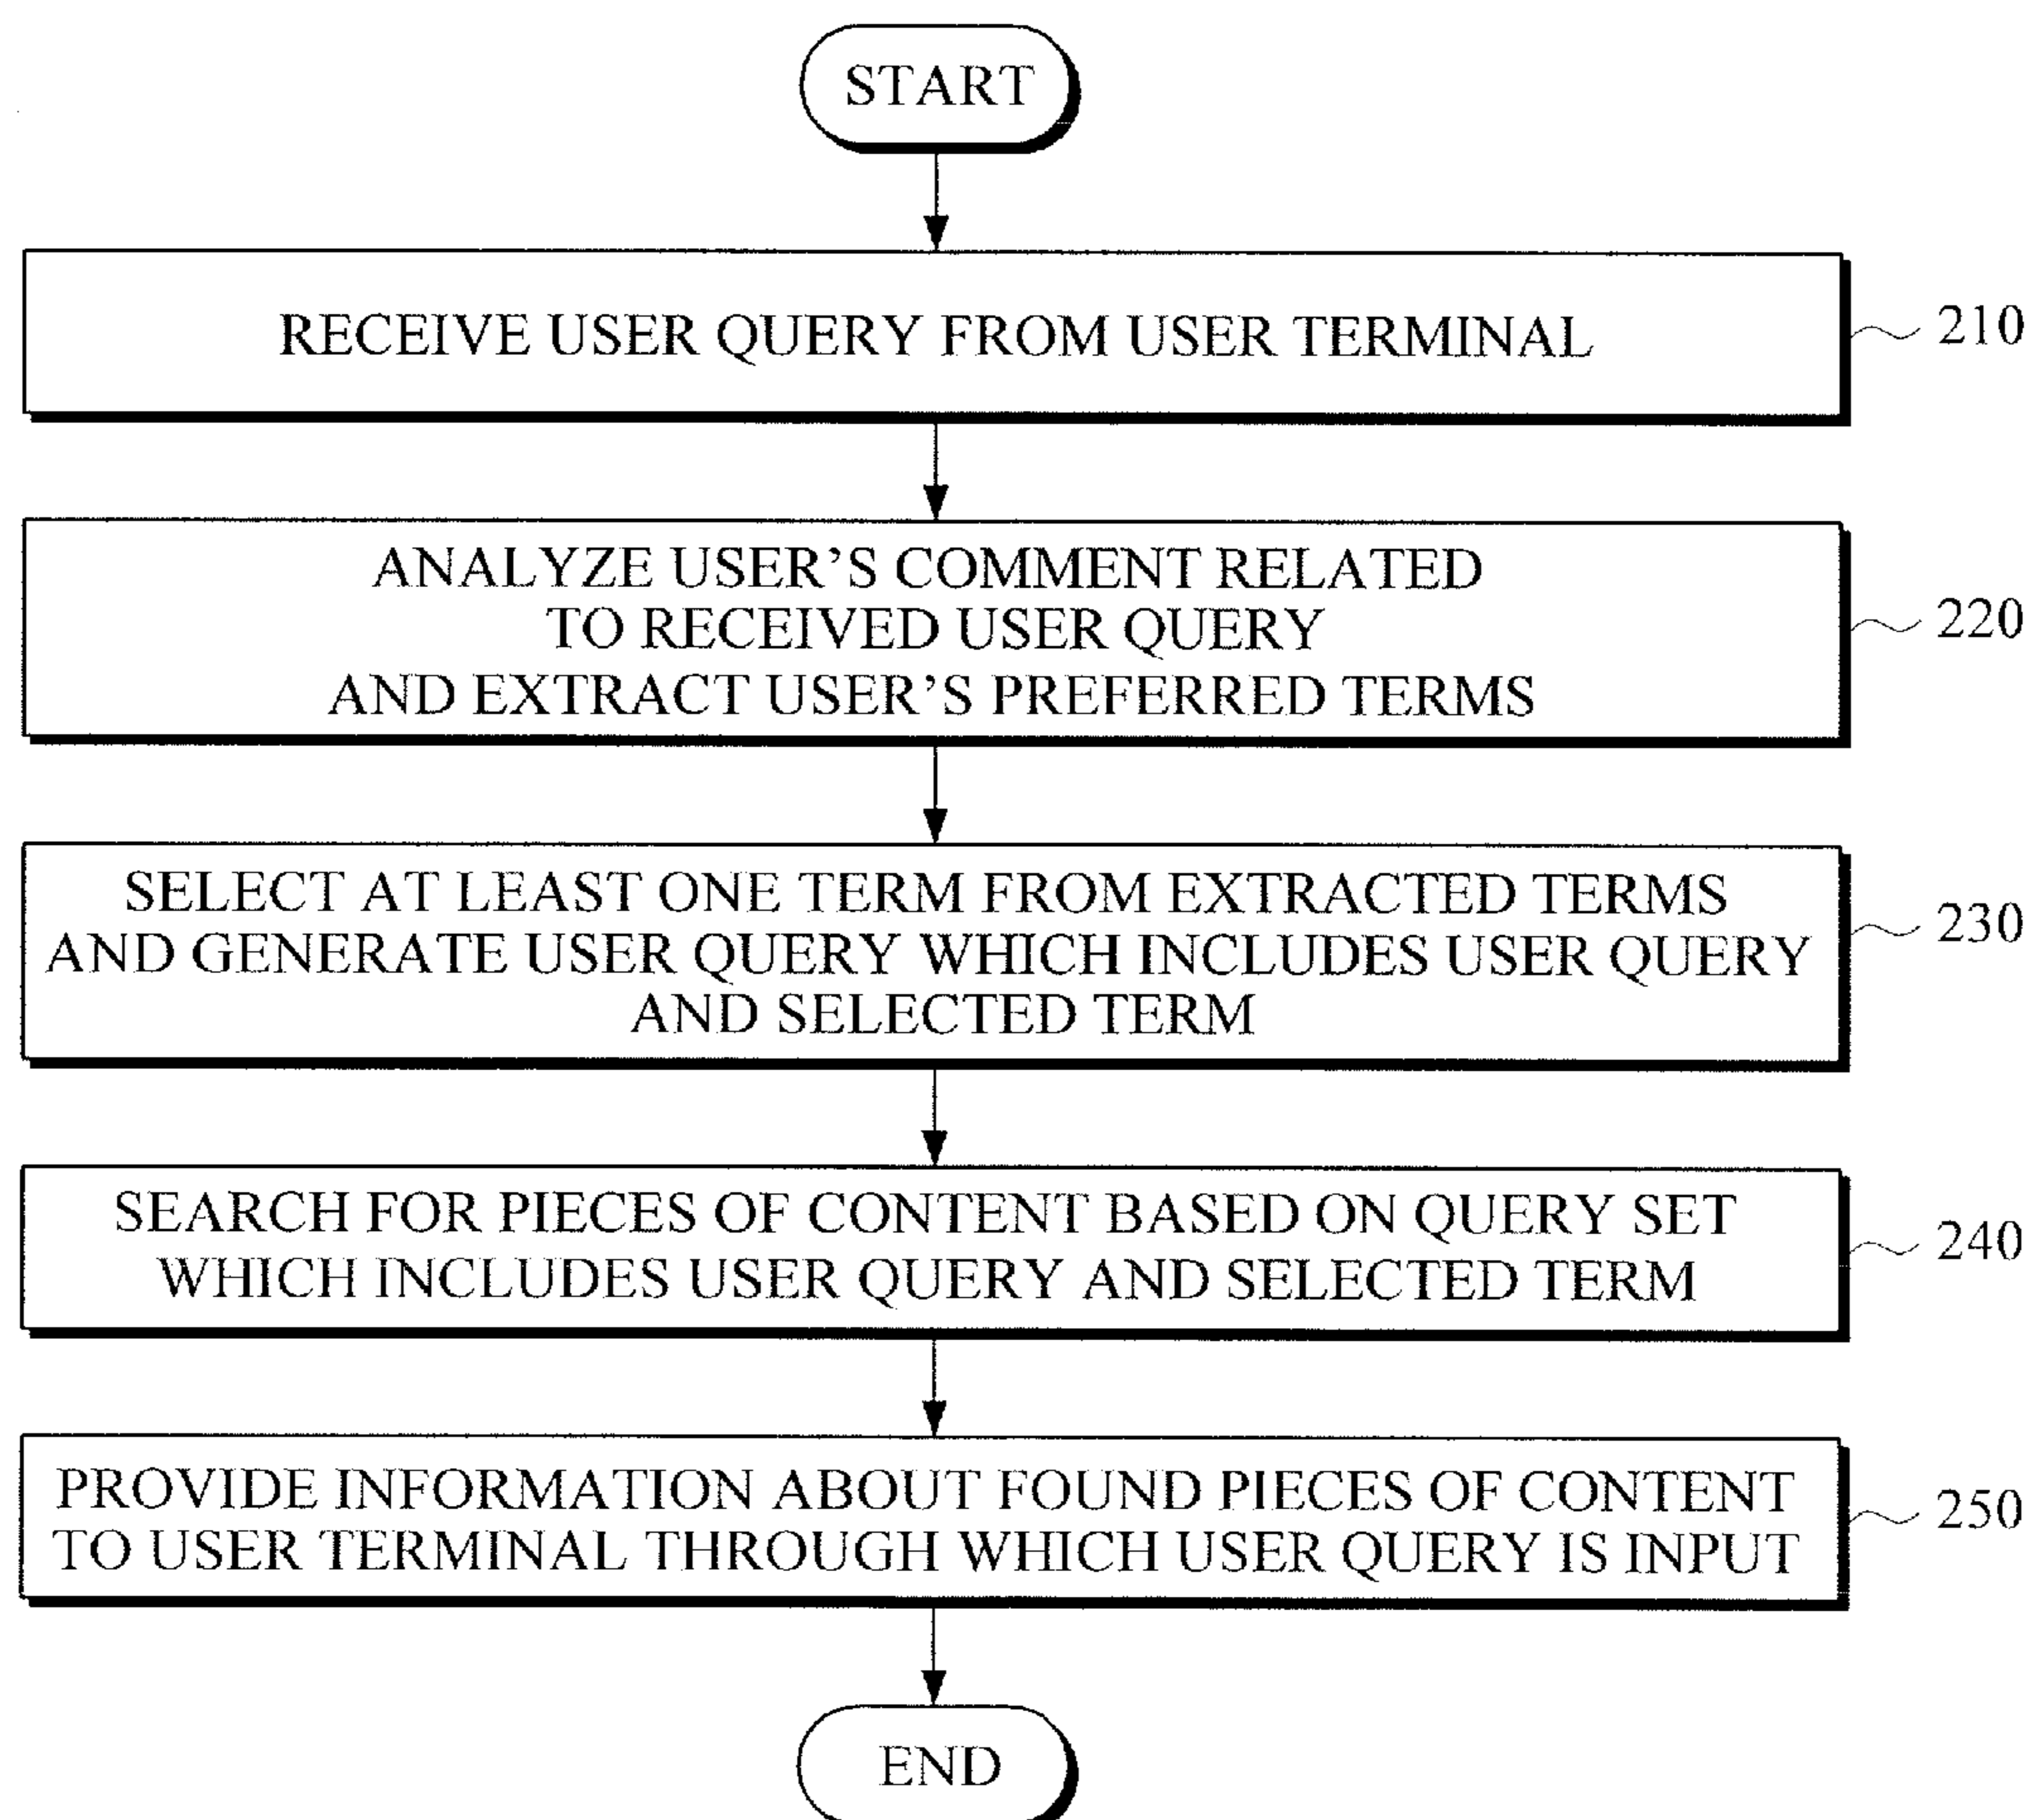 START
RECEIVE USER QUERY FROM USER TERMINAL
210
ANALYZE USER’S COMMENT RELATED
TO RECEIVED USER QUERY
AND EXTRACT USER’S PREFERRED TERMS
220
SELECT AT LEAST ONE TERM FROM EXTRACTED TERMS
AND GENERATE USER QUERY WHICH INCLUDES USER QUERY
AND SELECTED TERM
230
SEARCH FOR PIECES OF CONTENT BASED ON QUERY SET
WHICH INCLUDES USER QUERY AND SELECTED TERM
240
PROVIDE INFORMATION ABOUT FOUND PIECES OF CONTENT
TO USER TERMINAL THROUGH WHICH USER QUERY IS INPUT
250
END